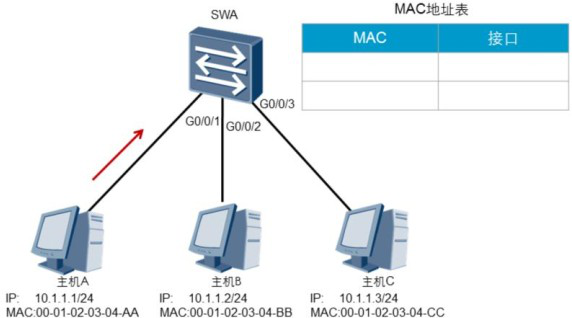 SWA
MAC地址表
MAC 接口
G0/0/3
G0/0/1
G0/0/2
主机A
IP: 10.1.1.1/24
MAC:00-01-02-03-04-AA
主机B
IP: 10.1.1.2/24
MAC:00-01-02-03-04-BB
主机C
IP: 10.1.1.3/24
MAC:00-01-02-03-04-CC